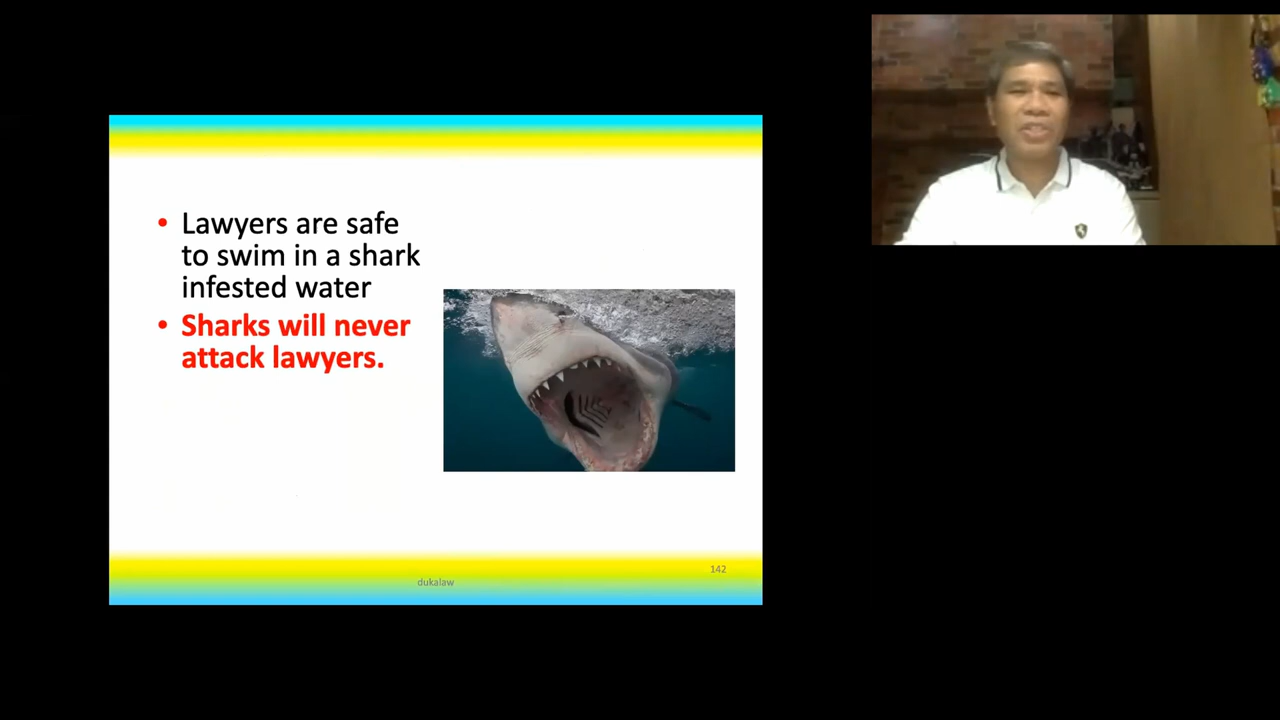 • Lawyers are safe
to swim in a shark
infested water
• Sharks will never
attack lawyers.
142
dukalaw